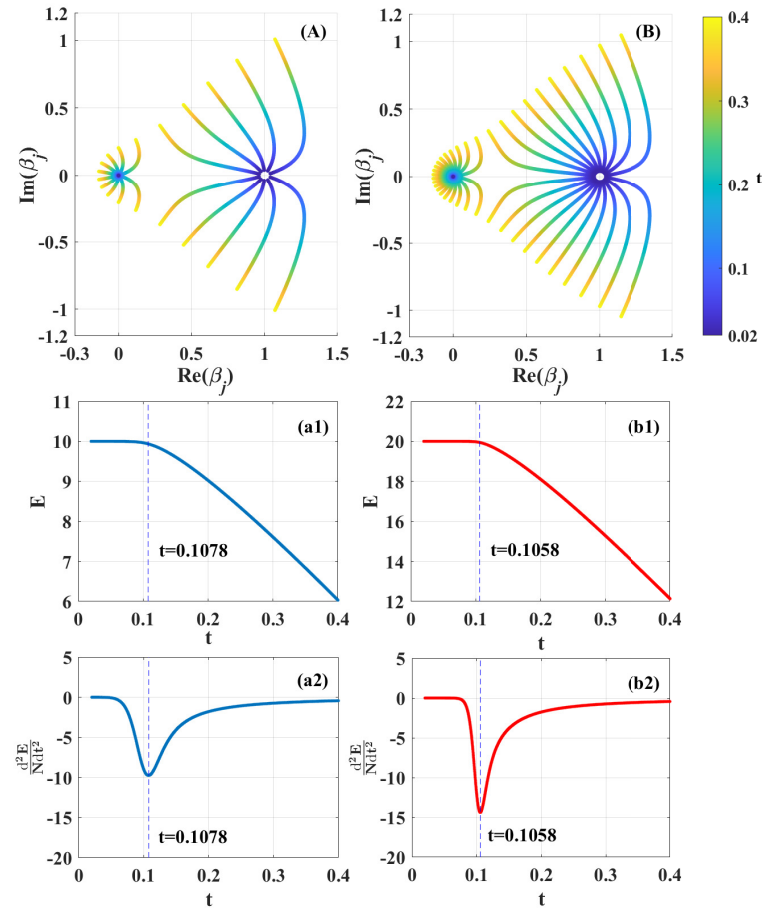 (A)
1.2
1
0.5
0
-0.5
-1
-1.2
Im(βj)
-0.3
0
0.5
1
1.5
Re(βj)
(B)
1.2
1
0.5
0
-0.5
-1
-1.2
Im(βj)
-0.3
0
0.5
1
1.5
Re(βj)
0.4
0.3
0.2
0.1
0.02
t
(a1)
11
10
9
8
7
6
E
t=0.1078
0
0.1
0.2
0.3
0.4
t
(b1)
22
20
18
16
14
12
E
t=0.1058
0
0.1
0.2
0.3
0.4
t
(a2)
5
0
-5
-10
-15
-20
d²E
Ndt²
t=0.1078
0
0.1
0.2
0.3
0.4
t
(b2)
5
0
-5
-10
-15
-20
d²E
Ndt²
t=0.1058
0
0.1
0.2
0.3
0.4
t